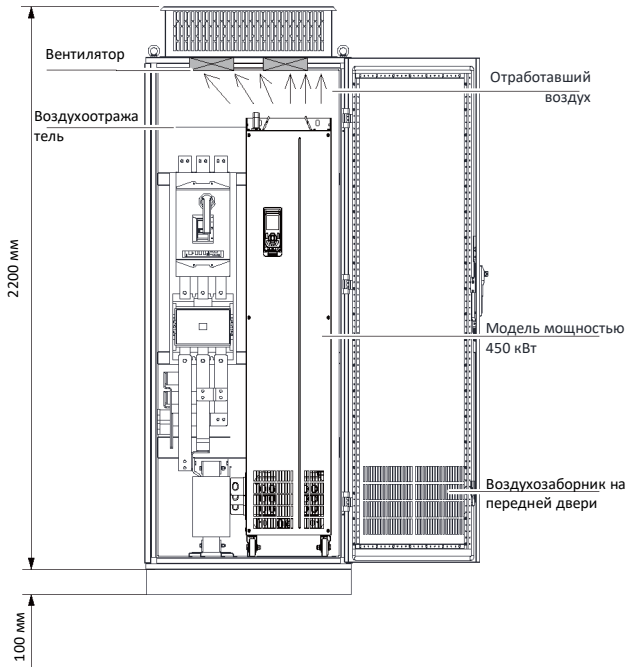 Вентилятор
Отработавший
воздух
Воздухоотража
тель
2200 мм
Модель мощностью
450 кВт
Воздухозаборник на
передней двери
100 мм